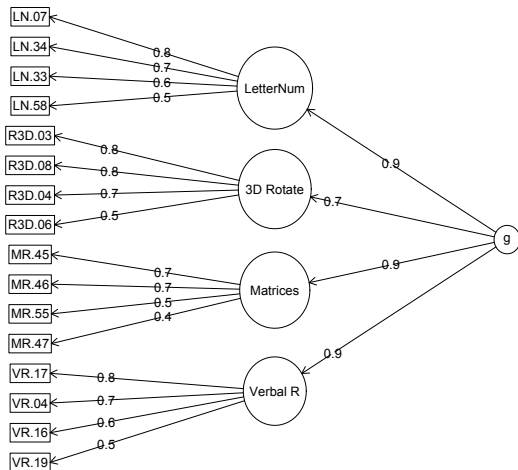 LN.07
0.8
LN.34
0.7
LN.33
0.6
LN.58
0.5
LetterNum
R3D.03
0.8
R3D.08
0.8
R3D.04
0.7
R3D.06
0.5
3D Rotate
MR.45
0.7
MR.46
0.7
MR.55
0.5
MR.47
0.4
Matrices
VR.17
0.8
VR.04
0.7
VR.16
0.6
VR.19
0.5
Verbal R
0.9
0.7
0.9
0.9
g